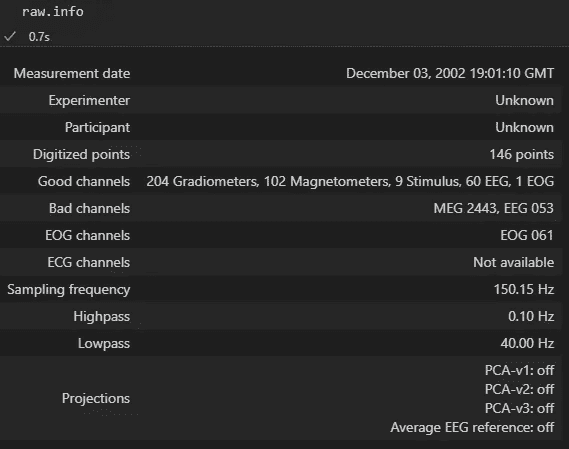 raw.info
0.7s
Measurement date December 03, 2002 19:01:10 GMT
Experimenter Unknown
Participant Unknown
Digitized points 146 points
Good channels 204 Gradiometers, 102 Magnetometers, 9 Stimulus, 60 EEG, 1 EOG
Bad channels MEG 2443, EEG 053
EOG channels EOG 061
ECG channels Not available
Sampling frequency 150.15 Hz
Highpass 0.10 Hz
Lowpass 40.00 Hz
Projections PCA-v1: off
PCA-v2: off
PCA-v3: off
Average EEG reference: off